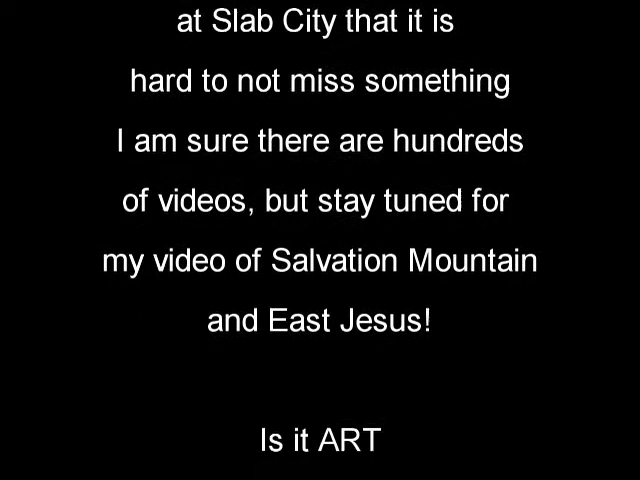 at Slab City that it is
hard to not miss something
I am sure there are hundreds
of videos, but stay tuned for
my video of Salvation Mountain
and East Jesus!
Is it ART